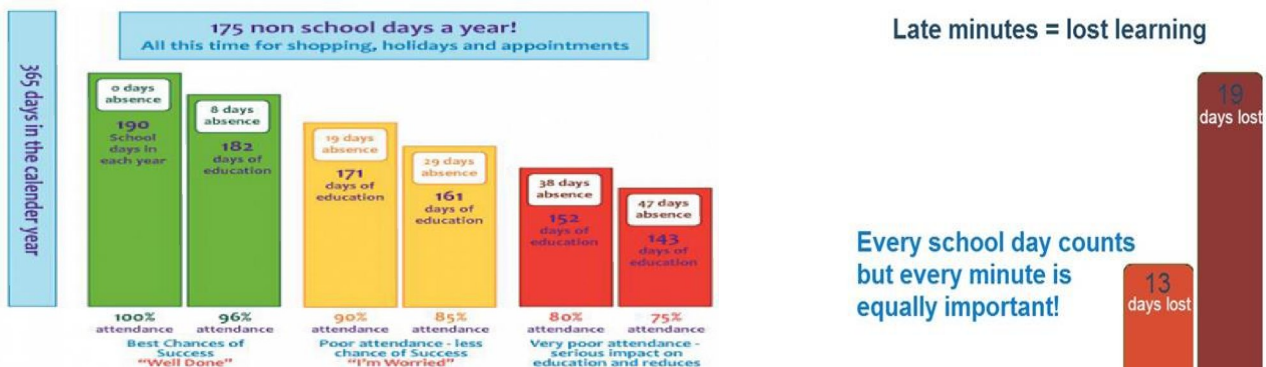 175 non school days a year!
All this time for shopping, holidays and appointments
365 days in the calender year
0 days
absence
190
School
days in
each year
8 days
absence
182
days of
education
19 days
absence
171
days of
education
29 days
absence
161
days of
education
38 days
absence
152
days of
education
47 days
absence
143
days of
education
100%
attendance
96%
attendance
90%
attendance
85%
attendance
80%
attendance
75%
attendance
Best Chances of
Success
"Well Done"
Poor attendance - less
chance of Success
"I'm Worried"
Very poor attendance -
serious impact on
education and reduces
Late minutes = lost learning
19
days lost
Every school day counts
but every minute is
equally important!
13
days lost